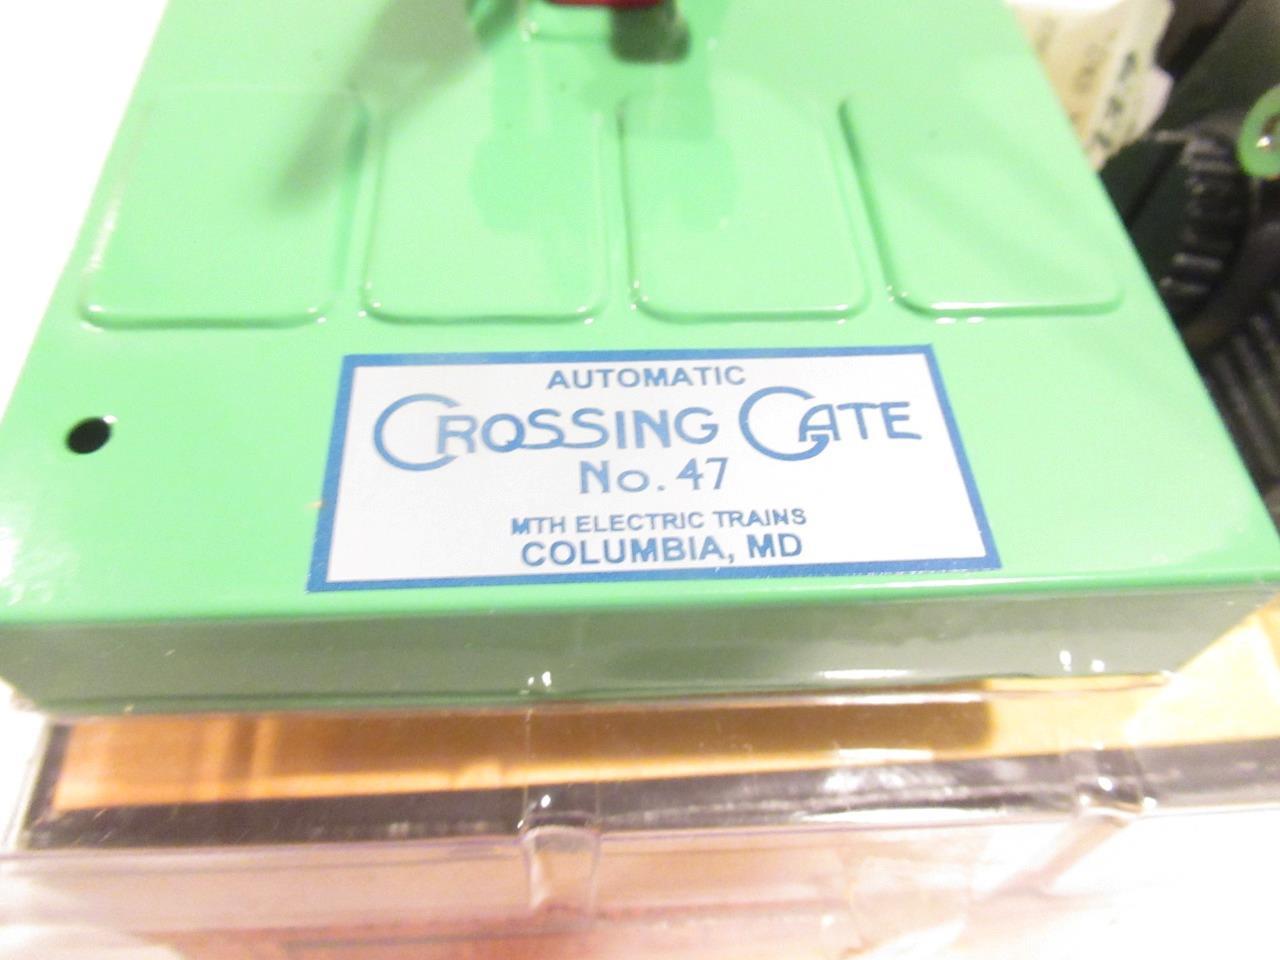 AUTOMATIC
CROSSING GATE
No. 47
MTH ELECTRIC TRAINS
COLUMBIA, MD